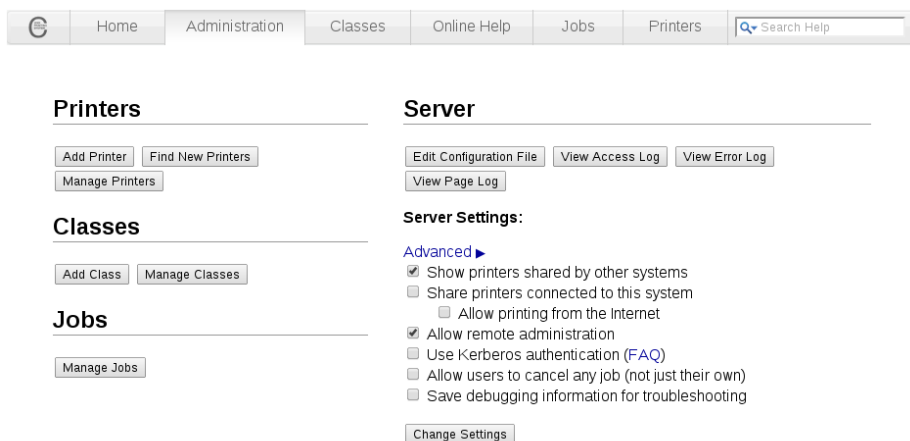 Home Administration Classes Online Help Jobs Printers Search Help
Printers
Add Printer Find New Printers
Manage Printers
Classes
Add Class Manage Classes
Jobs
Manage Jobs
Server
Edit Configuration File View Access Log View Error Log
View Page Log
Server Settings:
Advanced ▶
Show printers shared by other systems
Share printers connected to this system
Allow printing from the Internet
Allow remote administration
Use Kerberos authentication (FAQ)
Allow users to cancel any job (not just their own)
Save debugging information for troubleshooting
Change Settings